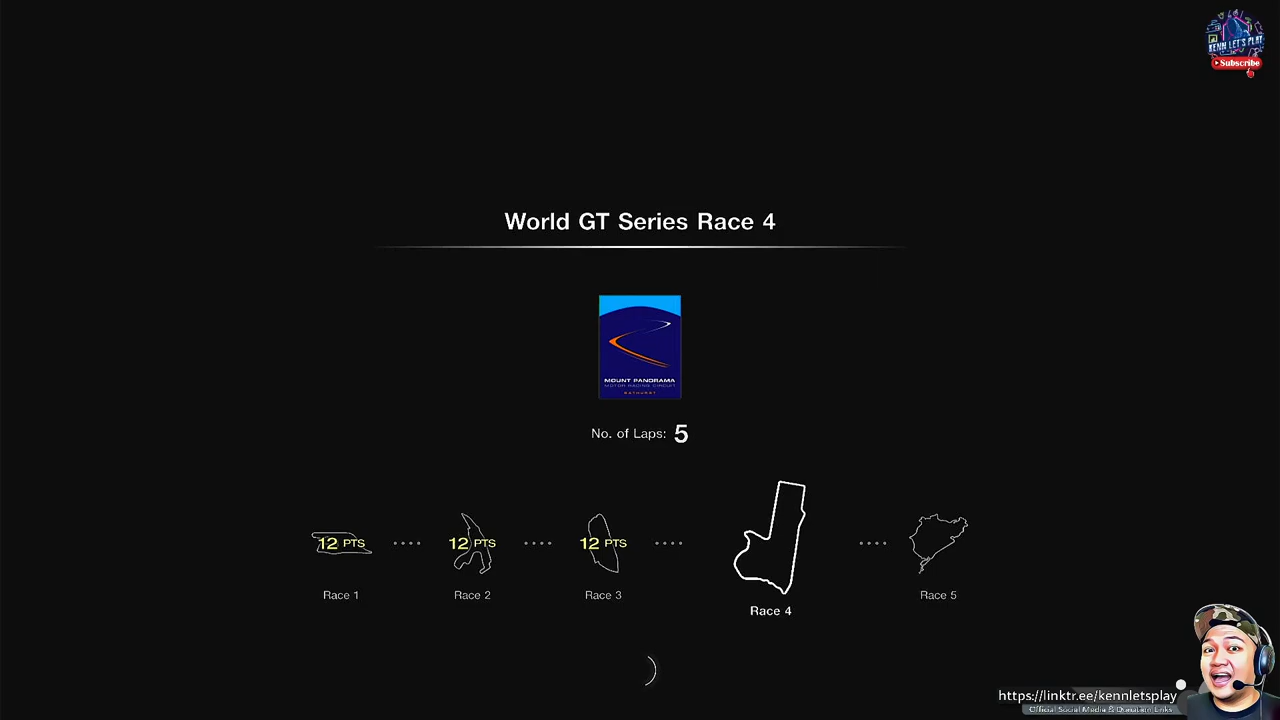 KENN LET'S PLAY
Subscribe
World GT Series Race 4
MOUNT PANORAMA
MOTOR RACING CIRCUIT
BATHURST
No. of Laps: 5
12 PTS
12 PTS
12 PTS
Race 1
Race 2
Race 3
Race 4
Race 5
https://linktr.ee/kennletsplay
Official Social Media & Donation Links